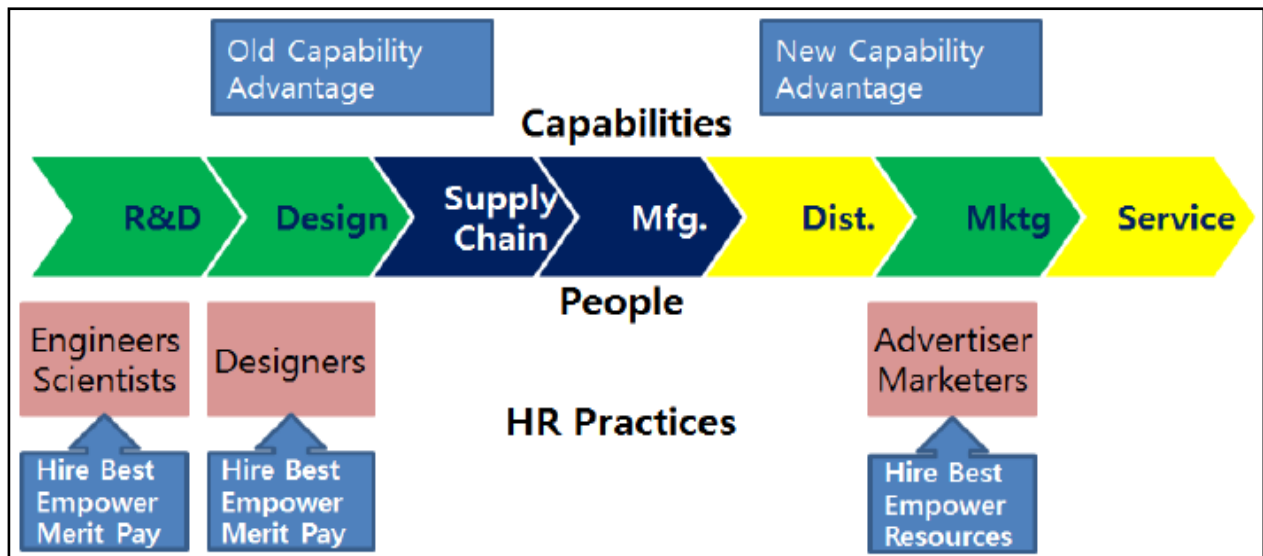 Old Capability
Advantage
New Capability
Advantage
Capabilities
R&D
Design
Supply
Chain
Mfg.
Dist.
Mktg
Service
People
Engineers
Scientists
Designers
Advertiser
Marketers
HR Practices
Hire Best
Empower
Merit Pay
Hire Best
Empower
Merit Pay
Hire Best
Empower
Resources